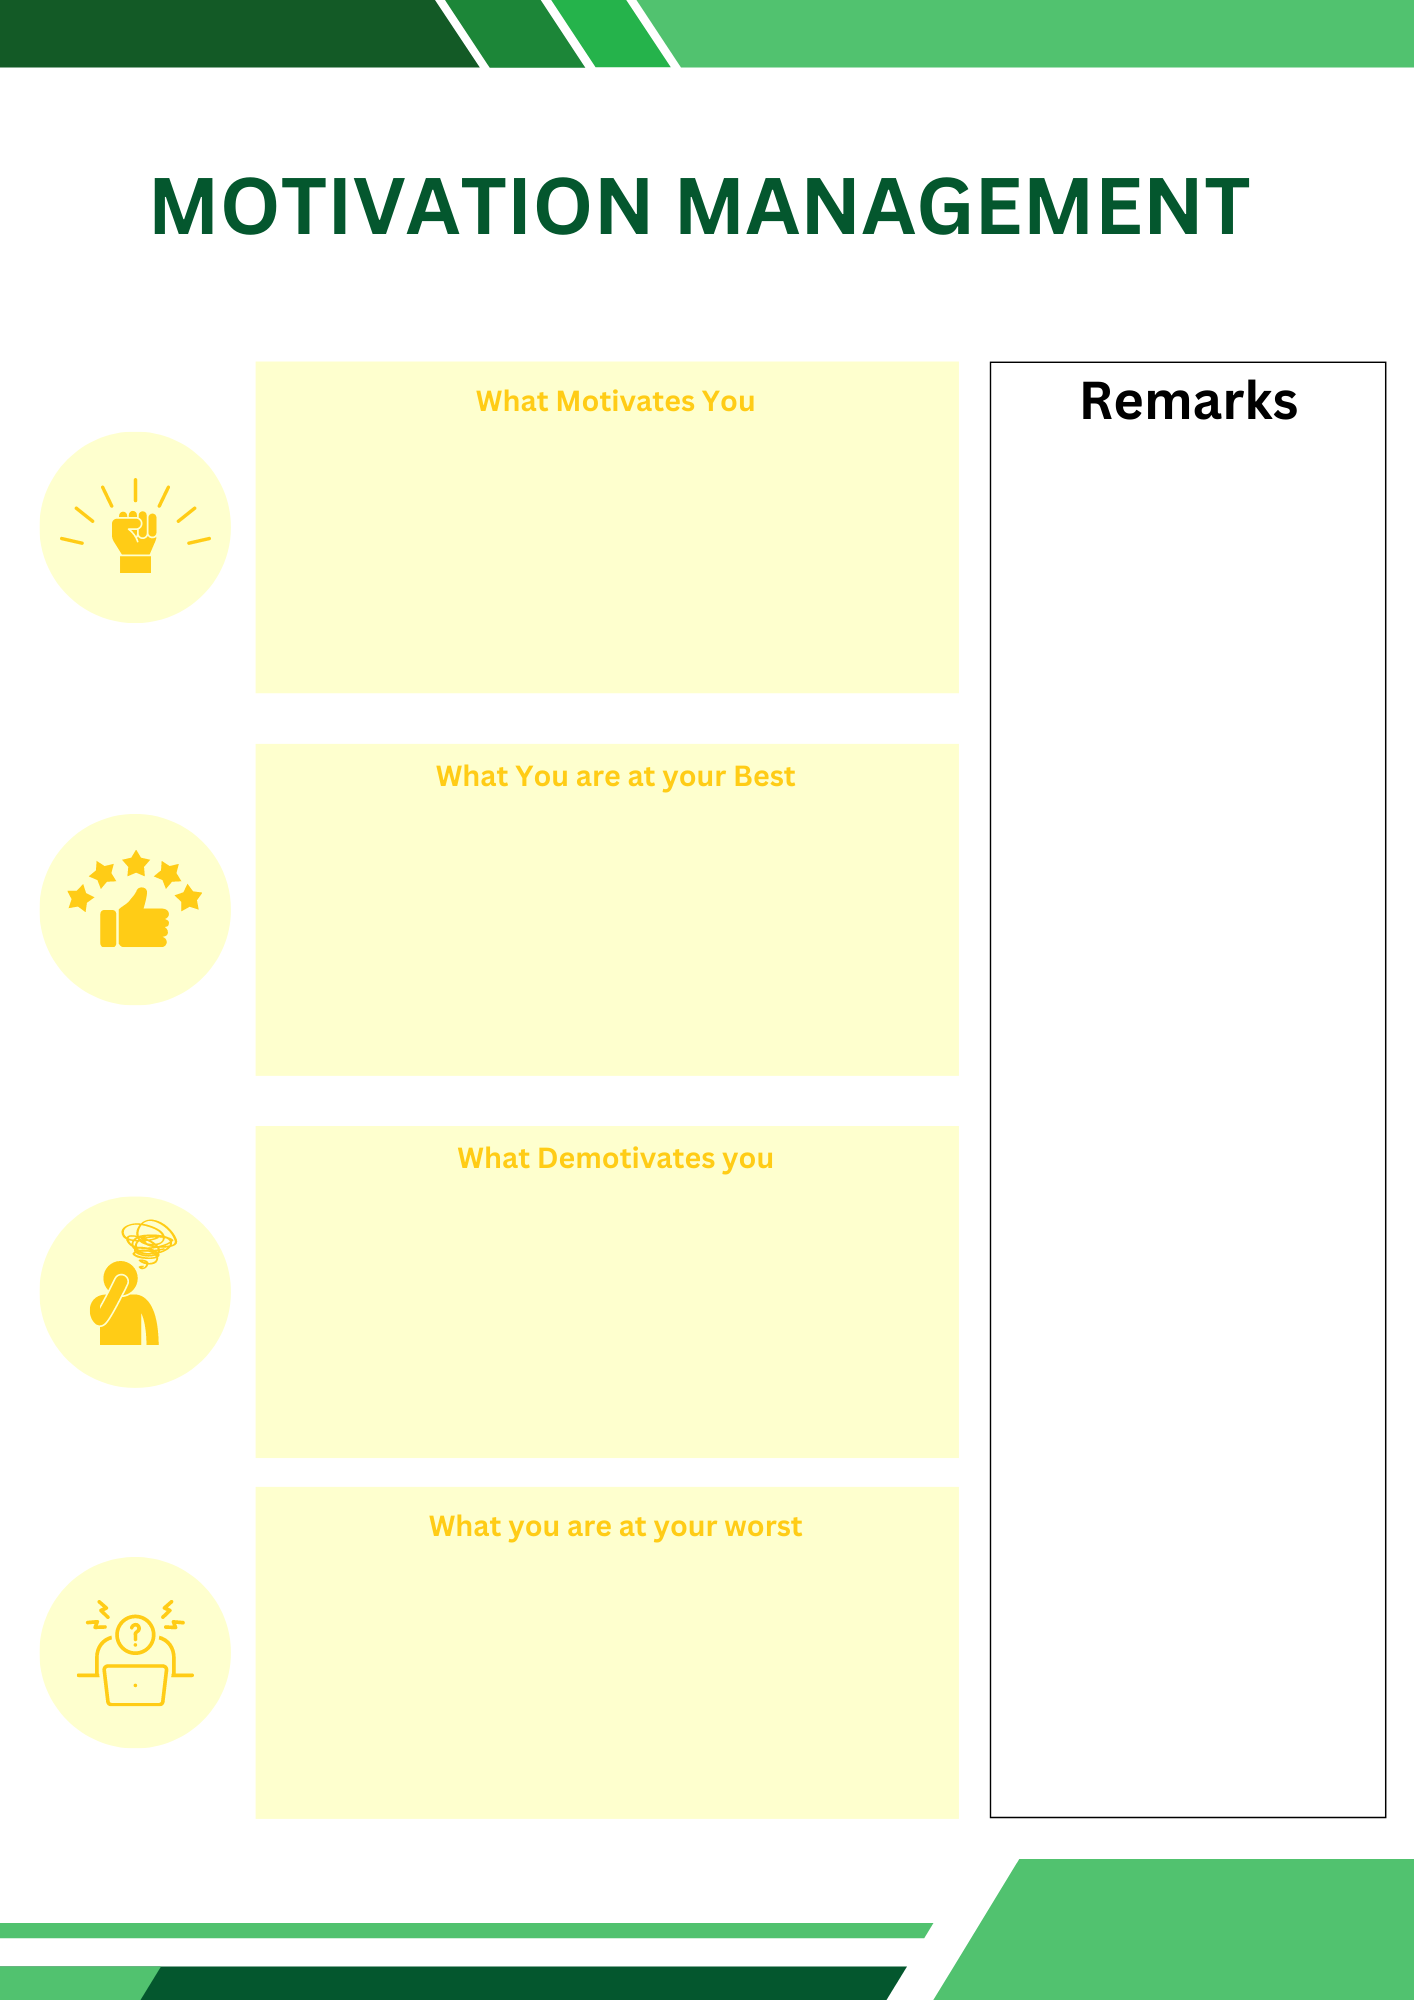 MOTIVATION MANAGEMENT
What Motivates You
Remarks
What You are at your Best
What Demotivates you
What you are at your worst
?